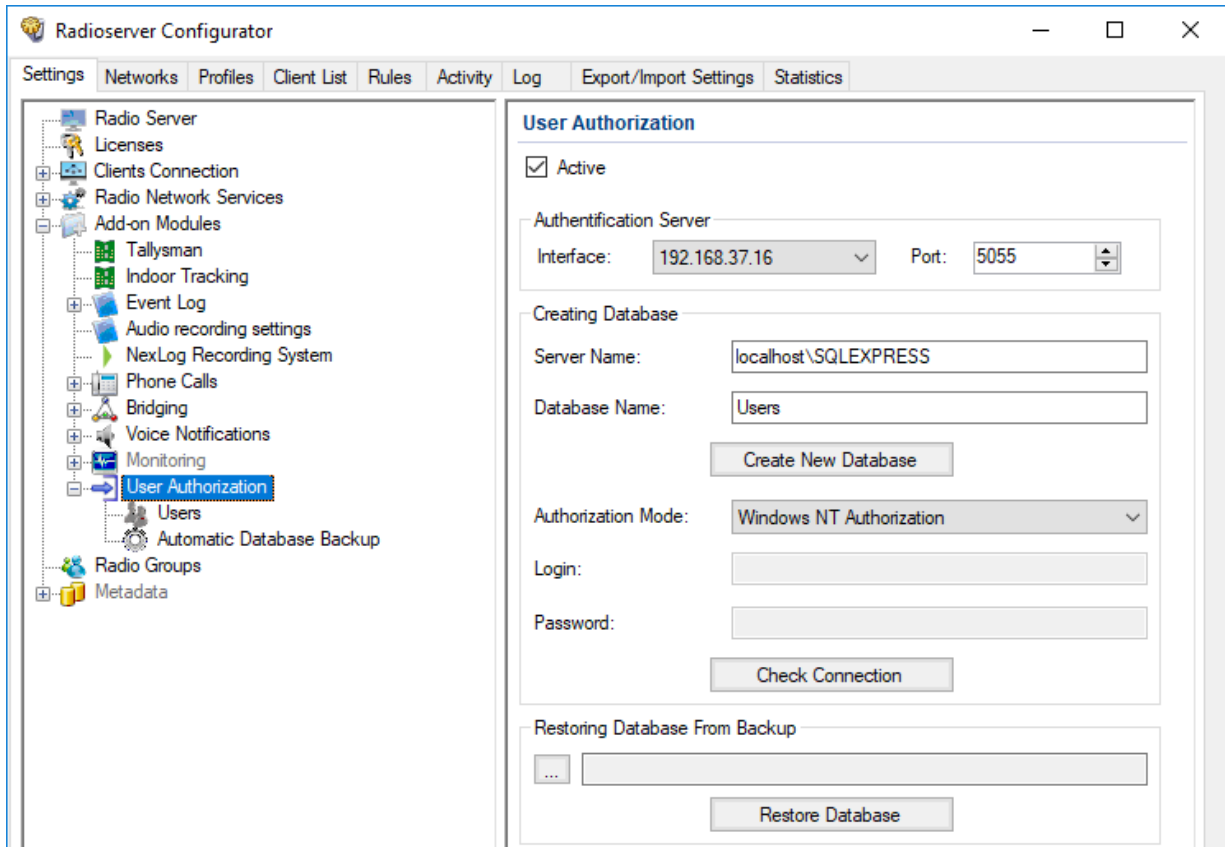 Radioserver Configurator
Settings Networks Profiles Client List Rules Activity Log Export/Import Settings Statistics
Radio Server
Licenses
Clients Connection
Radio Network Services
Add-on Modules
Tallysman
Indoor Tracking
Event Log
Audio recording settings
NexLog Recording System
Phone Calls
Bridging
Voice Notifications
Monitoring
User Authorization
Users
Automatic Database Backup
Radio Groups
Metadata
User Authorization
Active
Authentification Server
Interface: 192.168.37.16 Port: 5055
Creating Database
Server Name: localhost\SQLEXPRESS
Database Name: Users
Create New Database
Authorization Mode: Windows NT Authorization
Login:
Password:
Check Connection
Restoring Database From Backup
...
Restore Database